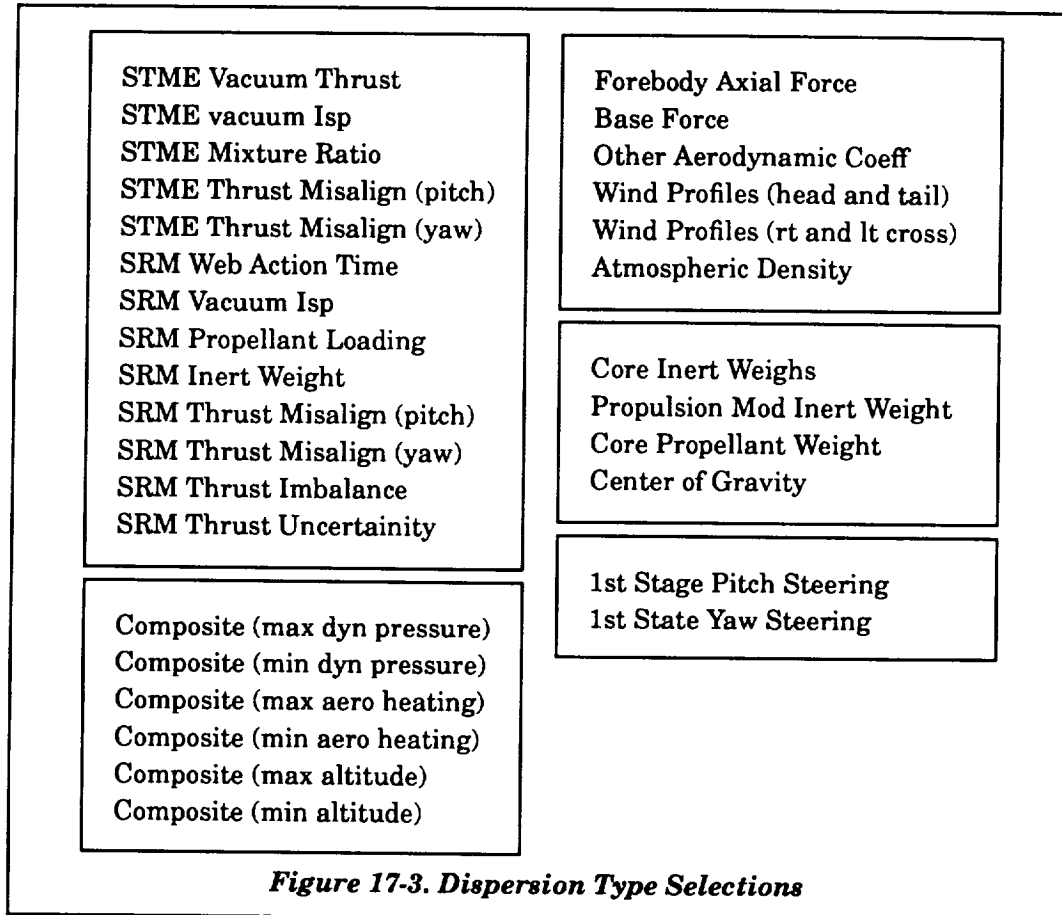 STME Vacuum Thrust
STME vacuum Isp
STME Mixture Ratio
STME Thrust Misalign (pitch)
STME Thrust Misalign (yaw)
SRM Web Action Time
SRM Vacuum Isp
SRM Propellant Loading
SRM Inert Weight
SRM Thrust Misalign (pitch)
SRM Thrust Misalign (yaw)
SRM Thrust Imbalance
SRM Thrust Uncertainity
Composite (max dyn pressure)
Composite (min dyn pressure)
Composite (max aero heating)
Composite (min aero heating)
Composite (max altitude)
Composite (min altitude)
Forebody Axial Force
Base Force
Other Aerodynamic Coeff
Wind Profiles (head and tail)
Wind Profiles (rt and lt cross)
Atmospheric Density
Core Inert Weighs
Propulsion Mod Inert Weight
Core Propellant Weight
Center of Gravity
1st Stage Pitch Steering
1st State Yaw Steering
Figure 17-3. Dispersion Type Selections